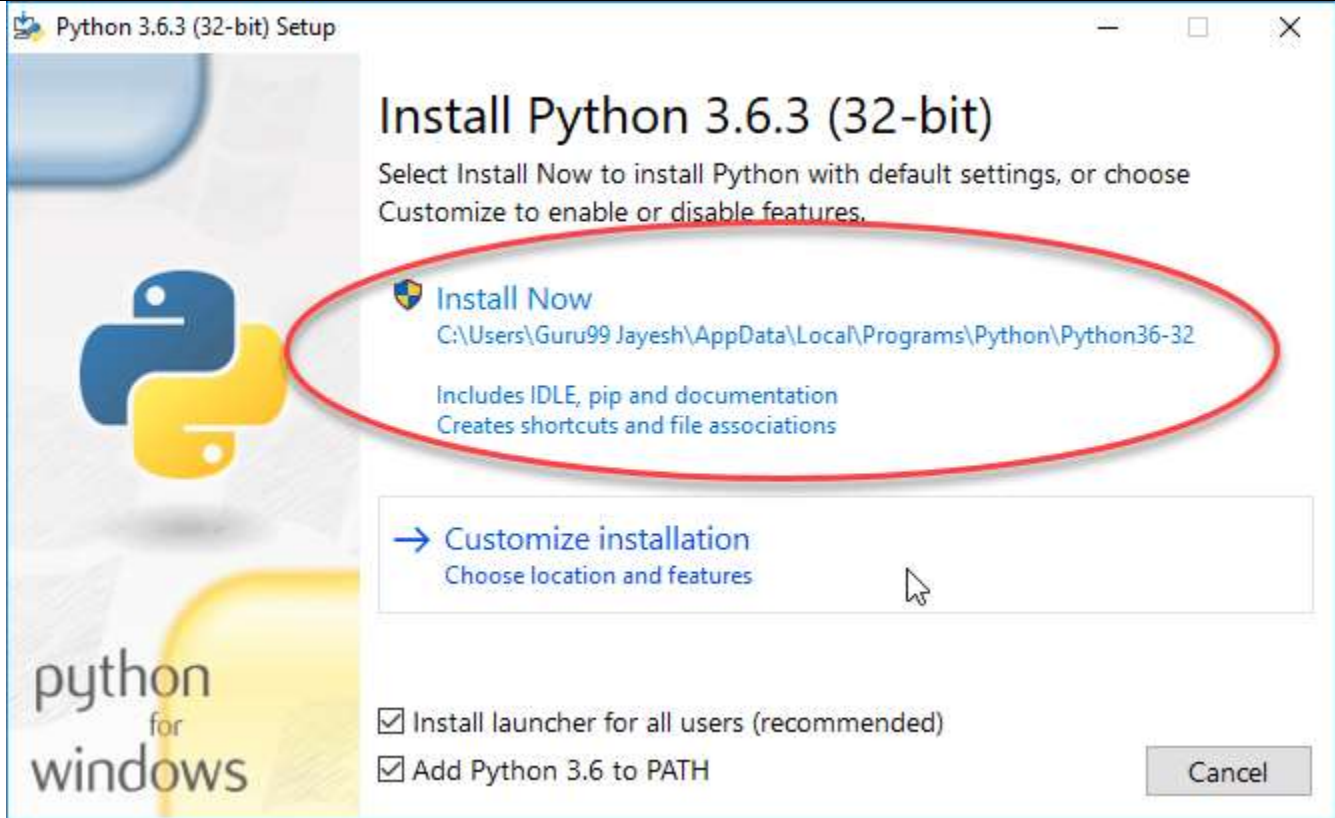 Python 3.6.3 (32-bit) Setup
Install Python 3.6.3 (32-bit)
Select Install Now to install Python with default settings, or choose
Customize to enable or disable features.
Install Now
C:\Users\Guru99 Jayesh\AppData\Local\Programs\Python\Python36-32
Includes IDLE, pip and documentation
Creates shortcuts and file associations
Customize installation
Choose location and features
python
for
windows
Install launcher for all users (recommended)
Add Python 3.6 to PATH
Cancel